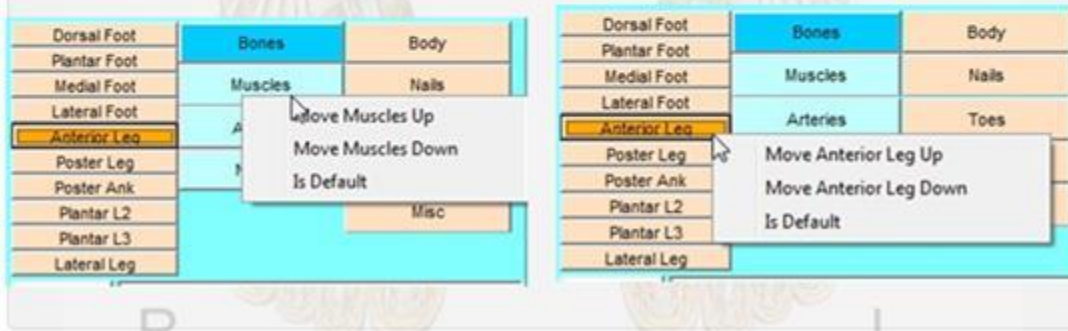 Dorsal Foot
Plantar Foot
Medial Foot
Lateral Foot
Anterior Leg
Poster Leg
Poster Ank
Plantar L2
Plantar L3
Lateral Leg
Bones
Body
Muscles
Nails
A
Move Muscles Up
Move Muscles Down
Is Default
Misc
Dorsal Foot
Plantar Foot
Medial Foot
Lateral Foot
Anterior Leg
Poster Leg
Poster Ank
Plantar L2
Plantar L3
Lateral Leg
Bones
Body
Muscles
Nails
Arteries
Toes
Move Anterior Leg Up
Move Anterior Leg Down
Is Default